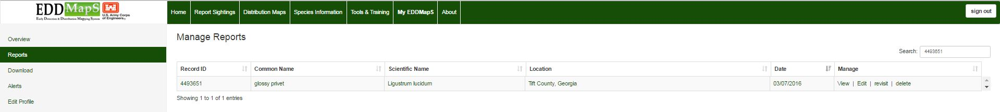 EDDMapS
Early Detection & Distribution Mapping System
U.S. Army Corps
of Engineers®
Home Report Sightings Distribution Maps Species Information Tools & Training My EDDMapS About
sign out
Overview
Reports
Download
Alerts
Edit Profile
Manage Reports
Search: 4493651
Record ID Common Name Scientific Name Location Date Manage
4493651 glossy privet Ligustrum lucidum Tift County, Georgia 03/07/2016 View | Edit | revisit | delete
Showing 1 to 1 of 1 entries